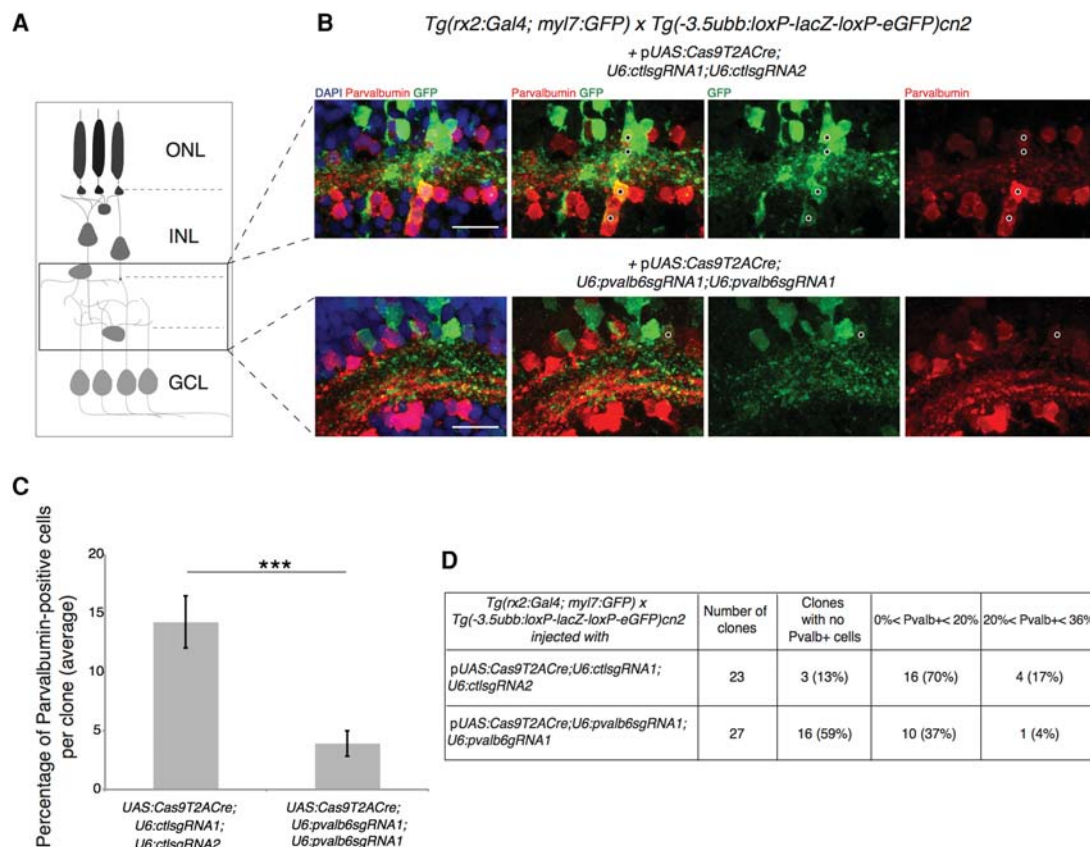 A
ONL
INL
GCL
B
Tg(rx2:Gal4; myl7:GFP) x Tg(-3.5ubb:loxP-lacZ-loxP-eGFP)cn2
+ pUAS:Cas9T2ACre;
U6:ctlsgRNA1;U6:ctlsgRNA2
DAPI Parvalbumin GFP
Parvalbumin GFP
GFP
Parvalbumin
+ pUAS:Cas9T2ACre;
U6:pvalb6sgRNA1;U6:pvalb6sgRNA1
C
Percentage of Parvalbumin-positive cells
per clone (average)
20
15
10
5
0
***
UAS:Cas9T2ACre;
U6:ctlsgRNA1;
U6:ctlsgRNA2
UAS:Cas9T2ACre;
U6:pvalb6sgRNA1;
U6:pvalb6sgRNA1
D
Tg(rx2:Gal4; myl7:GFP) x
Tg(-3.5ubb:loxP-lacZ-loxP-eGFP)cn2
injected with
Number of
clones
Clones
with no
Pvalb+ cells
0%< Pvalb+< 20%
20%< Pvalb+< 36%
pUAS:Cas9T2ACre;U6:ctlsgRNA1;
U6:ctlsgRNA2
23
3 (13%)
16 (70%)
4 (17%)
pUAS:Cas9T2ACre;U6:pvalb6sgRNA1;
U6:pvalb6gRNA1
27
16 (59%)
10 (37%)
1 (4%)